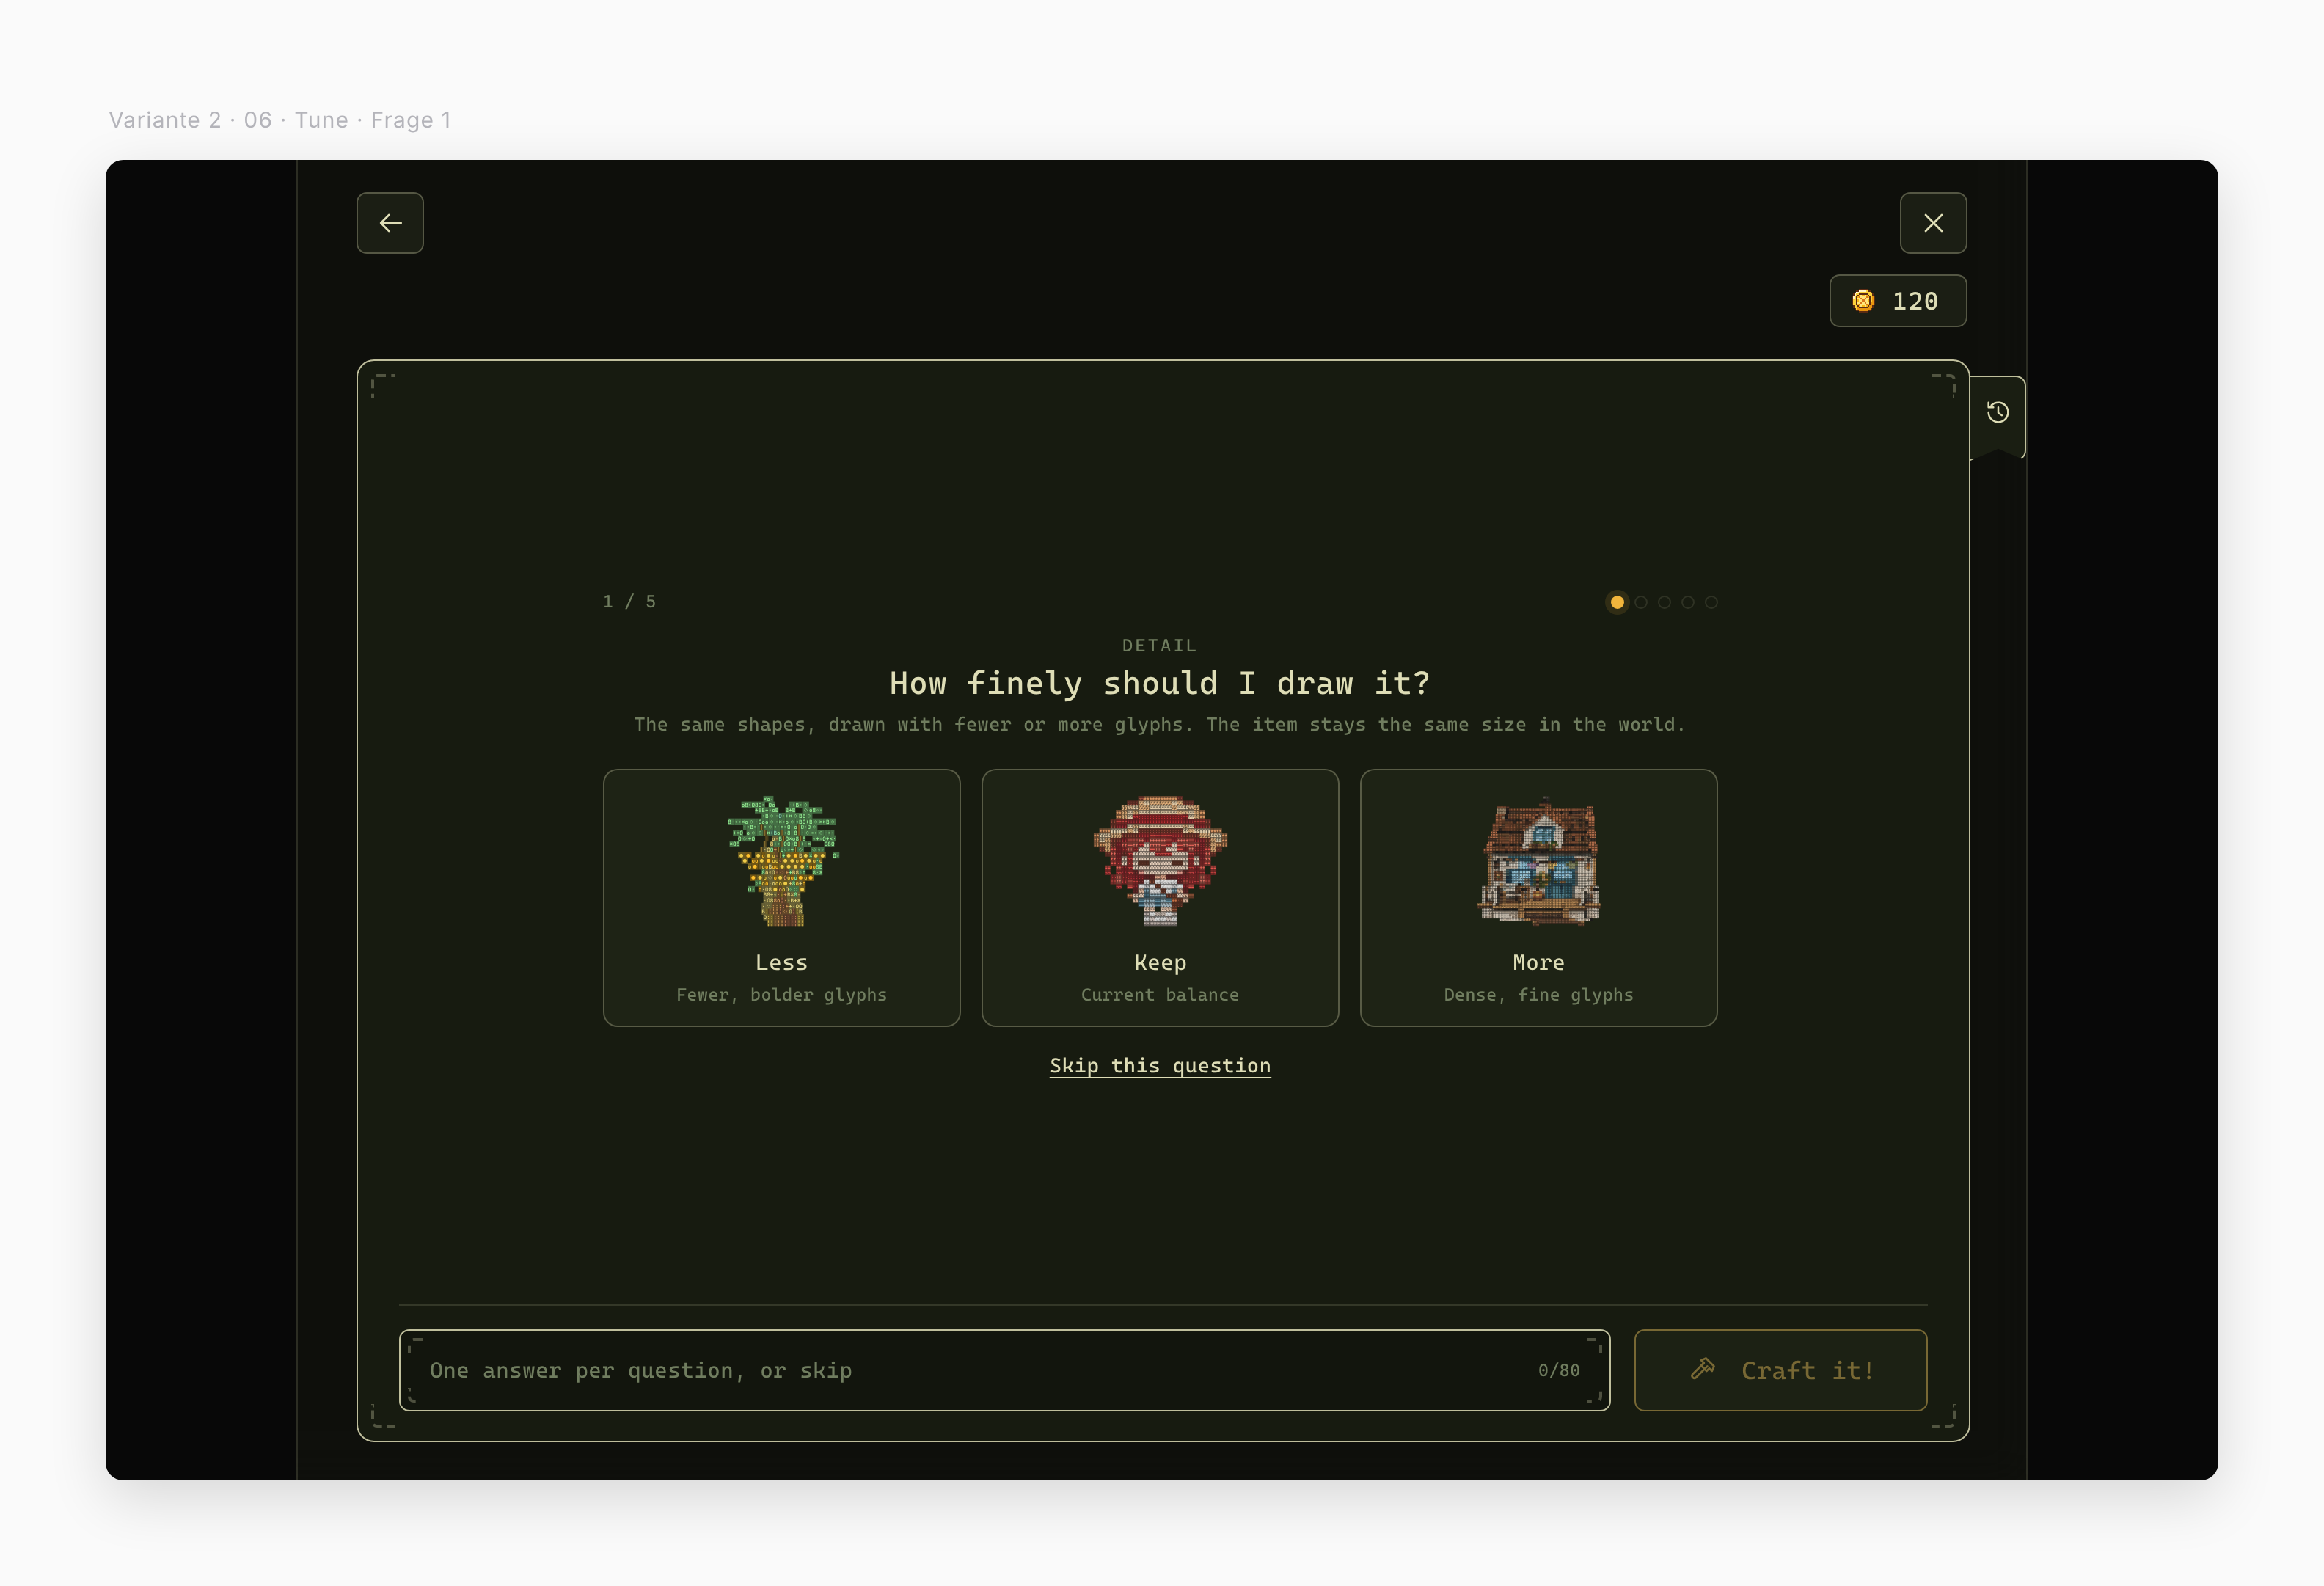 Variante 2 · 06 · Tune · Frage 1
120
1 / 5
DETAIL
How finely should I draw it?
The same shapes, drawn with fewer or more glyphs. The item stays the same size in the world.
Less
Fewer, bolder glyphs
Keep
Current balance
More
Dense, fine glyphs
Skip this question
One answer per question, or skip
0/80
Craft it!